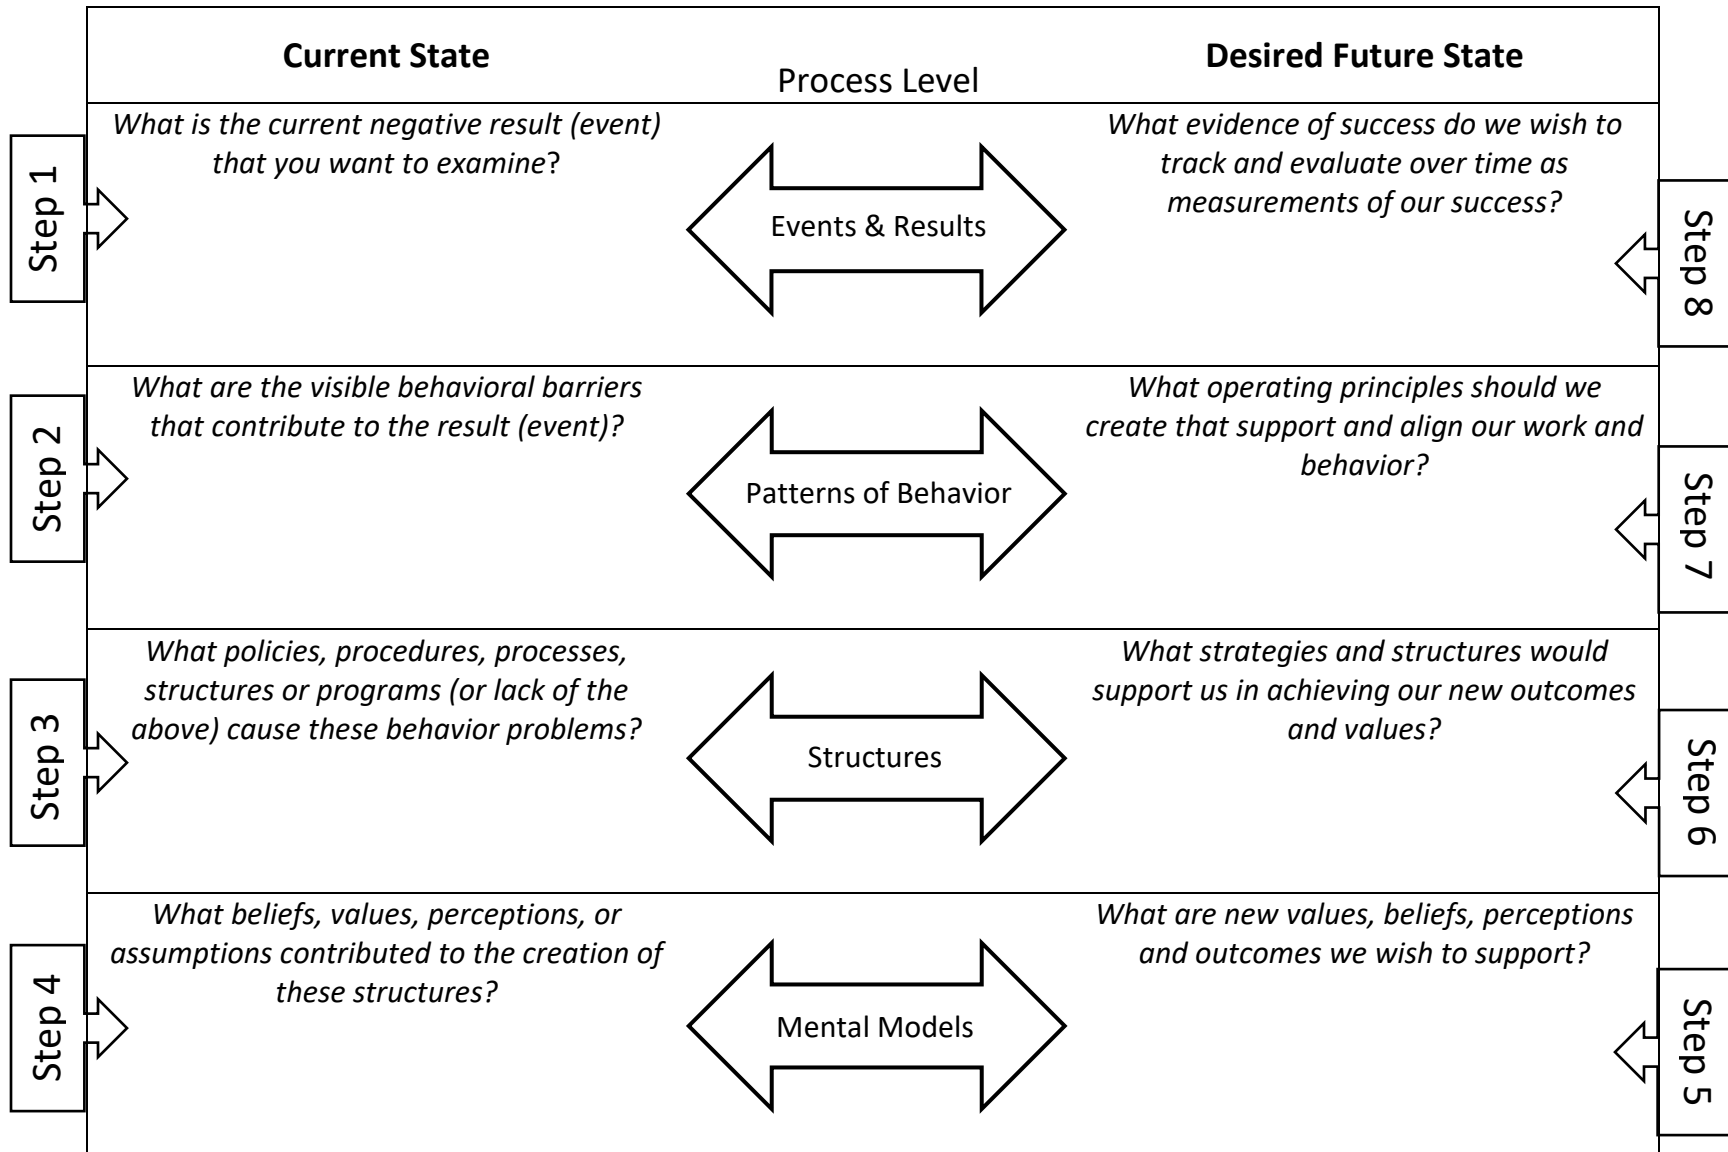 Current State
Process Level
Desired Future State
Step 1
What is the current negative result (event)
that you want to examine?
Events & Results
What evidence of success do we wish to
track and evaluate over time as
measurements of our success?
Step 8
Step 2
What are the visible behavioral barriers
that contribute to the result (event)?
Patterns of Behavior
What operating principles should we
create that support and align our work and
behavior?
Step 7
Step 3
What policies, procedures, processes,
structures or programs (or lack of the
above) cause these behavior problems?
Structures
What strategies and structures would
support us in achieving our new outcomes
and values?
Step 6
Step 4
What beliefs, values, perceptions, or
assumptions contributed to the creation of
these structures?
Mental Models
What are new values, beliefs, perceptions
and outcomes we wish to support?
Step 5